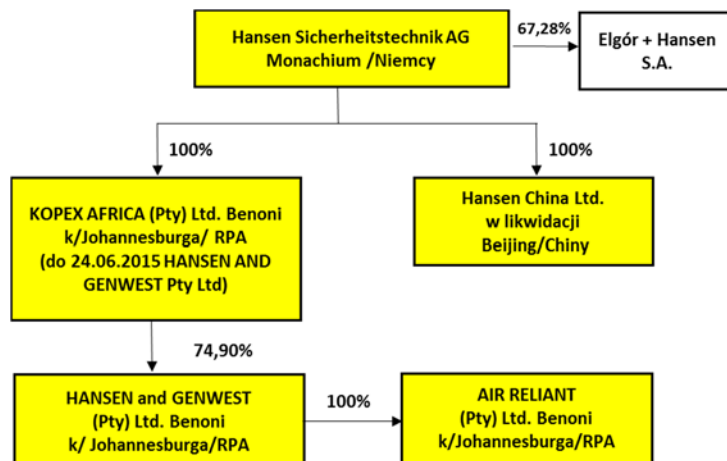 Hansen Sicherheitstechnik AG
Monachium /Niemcy
67,28%
Elgór + Hansen
S.A.
100%
100%
KOPEX AFRICA (Pty) Ltd. Benoni
k/Johannesburga/ RPA
(do 24.06.2015 HANSEN AND
GENWEST Pty Ltd)
Hansen China Ltd.
w likwidacji
Beijing/Chiny
74,90%
HANSEN and GENWEST
(Pty) Ltd. Benoni
k/ Johannesburga/RPA
100%
AIR RELIANT
(Pty) Ltd. Benoni
k/Johannesburga/RPA